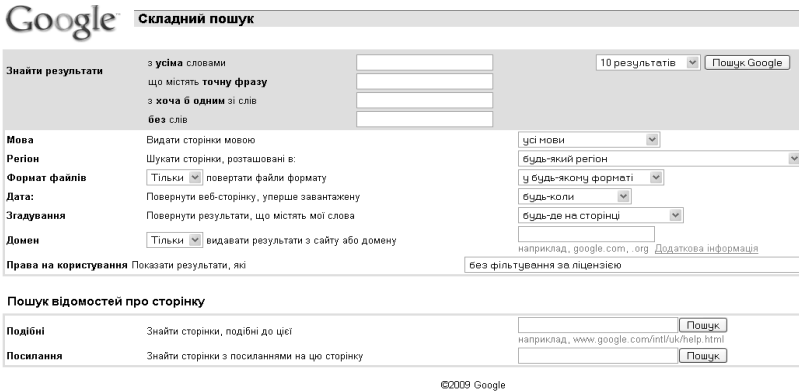 Google Складний пошук
Знайти результати з усіма словами 10 результатів Пошук Google
що містять точну фразу
з хоча б одним зі слів
без слів
Мова Видати сторінки мовою усі мови
Регіон Шукати сторінки, розташовані в: будь-який регіон
Формат файлів Тільки повертати файли формату у будь-якому форматі
Дата: Повернути веб-сторінку, уперше завантажену будь-коли
Згадування Повернути результати, що містять мої слова будь-де на сторінці
Домен Тільки видавати результати з сайту або домену
наприклад, google.com, .org Додаткова інформація
Права на користування Показати результати, які без фільтування за ліцензією
Пошук відомостей про сторінку
Подібні Знайти сторінки, подібні до цієї Пошук
наприклад, www.google.com/intl/uk/help.html
Посилання Знайти сторінки з посиланнями на цю сторінку Пошук
©2009 Google